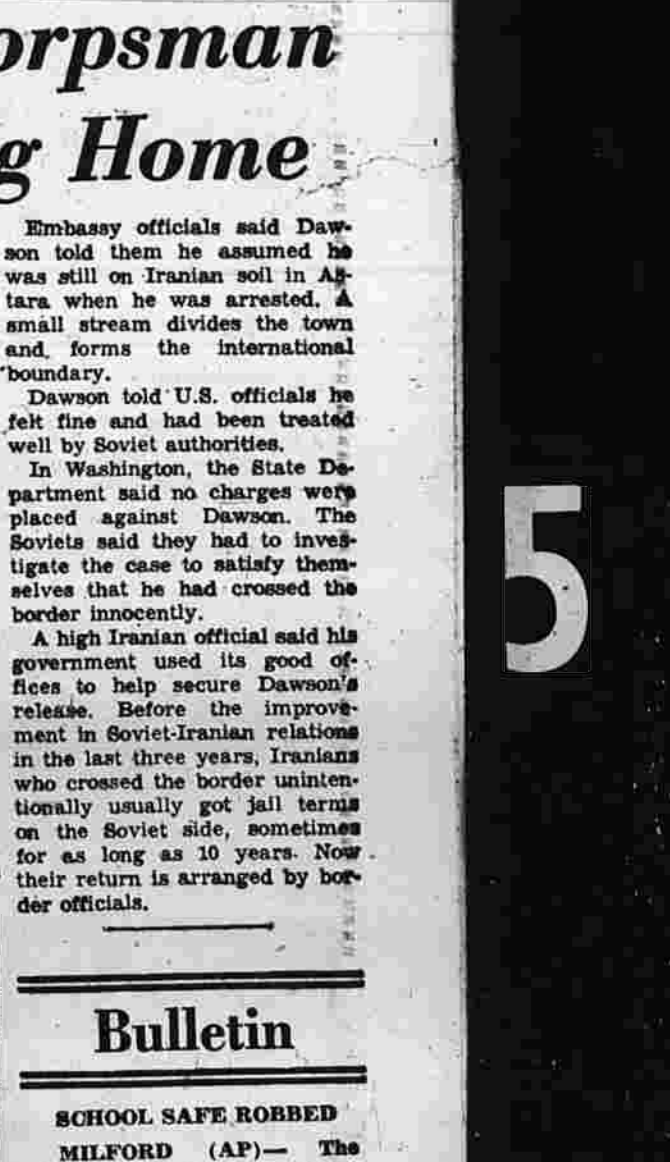 orpsman
g Home
Embassy officials said Daw-
son told them he assumed he
was still on Iranian soil in As-
tara when he was arrested. A
small stream divides the town
and, forms the international
boundary.
Dawson told U.S. officials he
felt fine and had been treated
well by Soviet authorities.
In Washington, the State De-
partment said no charges were
placed against Dawson. The
Soviets said they had to inves-
tigate the case to satisfy them-
selves that he had crossed the
border innocently.
A high Iranian official said his
government used its good of-
fices to help secure Dawson's
release. Before the improve-
ment in Soviet-Iranian relations
in the last three years, Iranians
who crossed the border uninten-
tionally usually got jail terms
on the Soviet side, sometimes
for as long as 10 years. Now
their return is arranged by bor-
der officials.
Bulletin
SCHOOL SAFE ROBBED
MILFORD (AP)— The
5